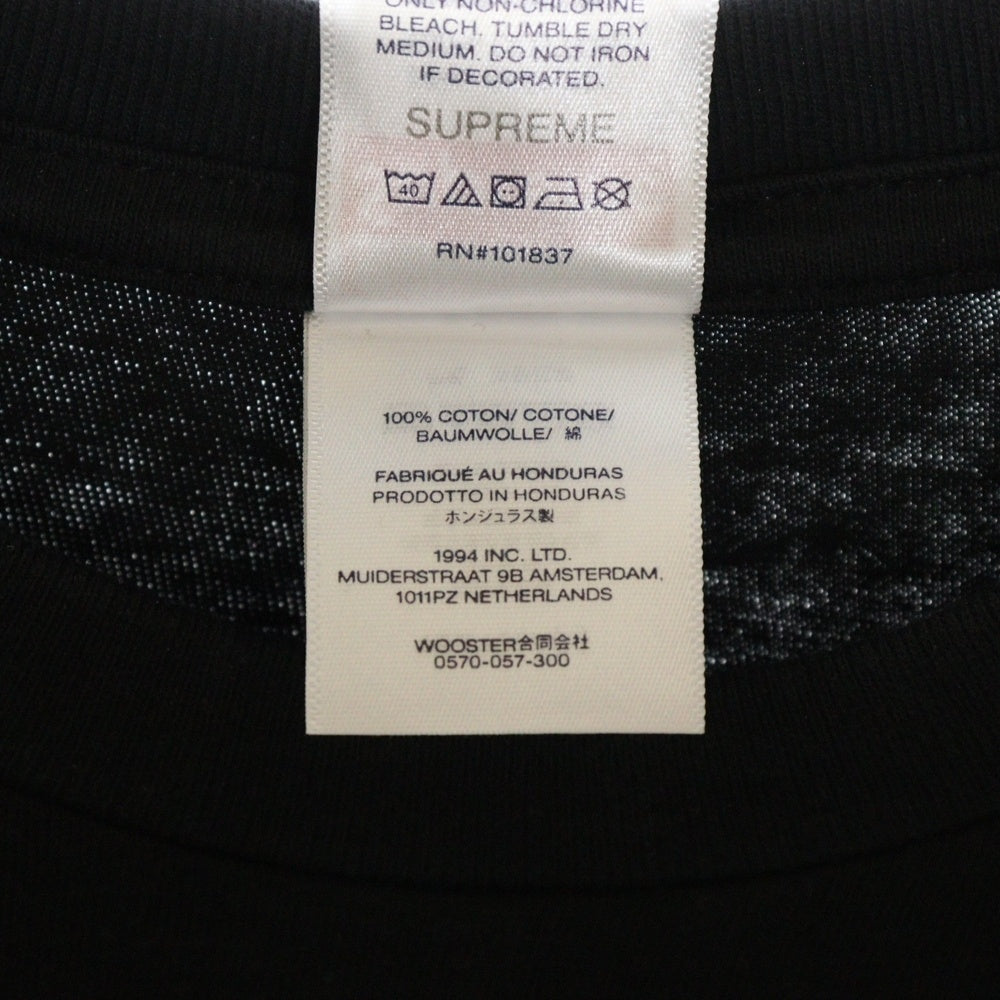 ONLY NON-CHLORINE
BLEACH. TUMBLE DRY
MEDIUM. DO NOT IRON
IF DECORATED.
SUPREME
40
RN#101837
100% COTON/ COTONE/
BAUMWOLLE/ 綿
FABRIQUÉ AU HONDURAS
PRODOTTO IN HONDURAS
ホンジュラス製
1994 INC. LTD.
MUIDERSTRAAT 9B AMSTERDAM,
1011PZ NETHERLANDS
WOOSTER合同会社
0570-057-300